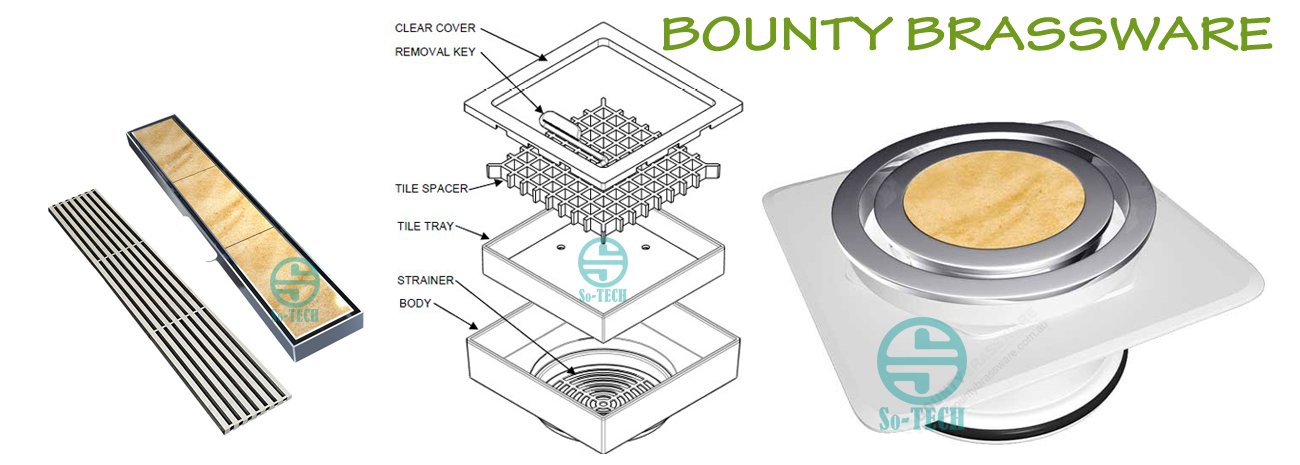 BOUNTY BRASSWARE
CLEAR COVER
REMOVAL KEY
TILE SPACER
TILE TRAY
STRAINER
BODY
So-TECH
So-TECH
So-TECH